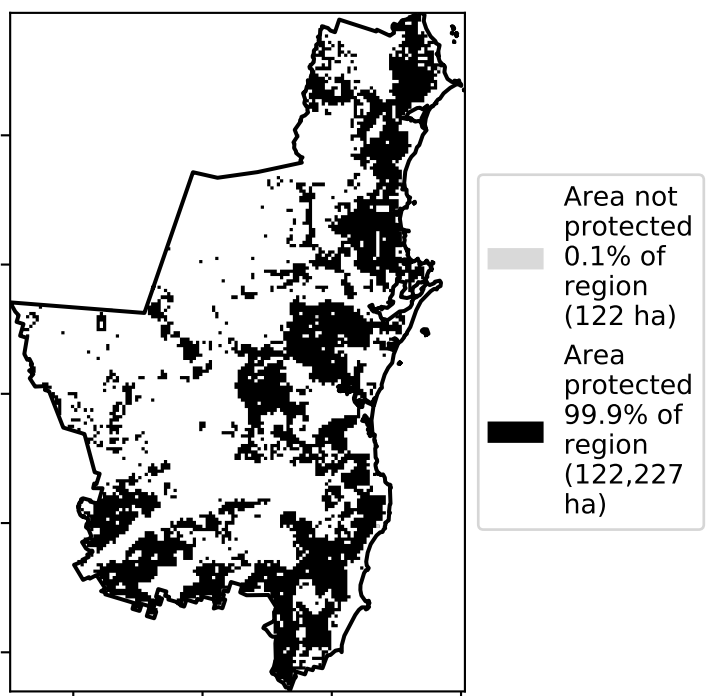 Area not
protected
0.1% of
region
(122 ha)
Area
protected
99.9% of
region
(122,227
ha)